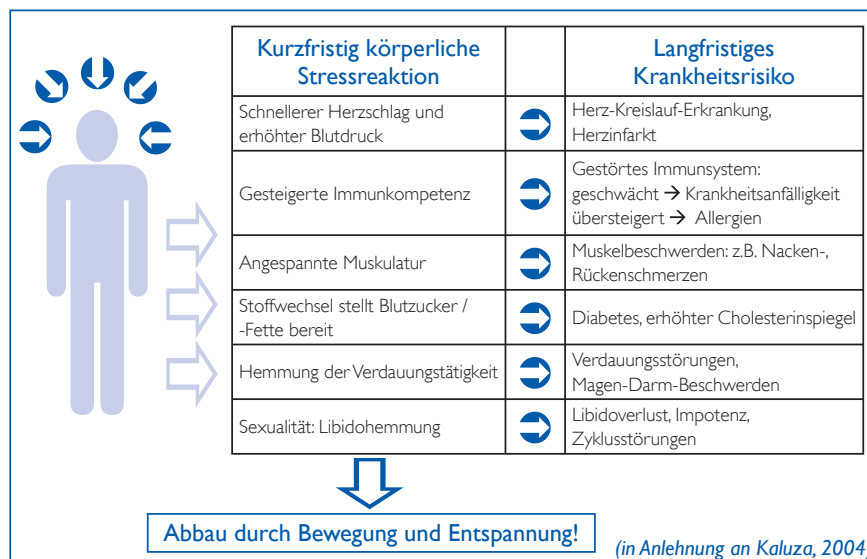 Kurzfristig körperliche
Stressreaktion
Langfristiges
Krankheitsrisiko
Schnellerer Herzschlag und
erhöhter Blutdruck
Herz-Kreislauf-Erkrankung,
Herzinfarkt
Gesteigerte Immunkompetenz
Gestörtes Immunsystem:
geschwächt → Krankheitsanfälligkeit
übersteigert → Allergien
Angespannte Muskulatur
Muskelbeschwerden: z.B. Nacken-,
Rückenschmerzen
Stoffwechsel stellt Blutzucker /
-Fette bereit
Diabetes, erhöhter Cholesterinspiegel
Hemmung der Verdauungstätigkeit
Verdauungsstörungen,
Magen-Darm-Beschwerden
Sexualität: Libidohemmung
Libidoverlust, Impotenz,
Zyklusstörungen
Abbau durch Bewegung und Entspannung!
(in Anlehnung an Kaluza, 2004)